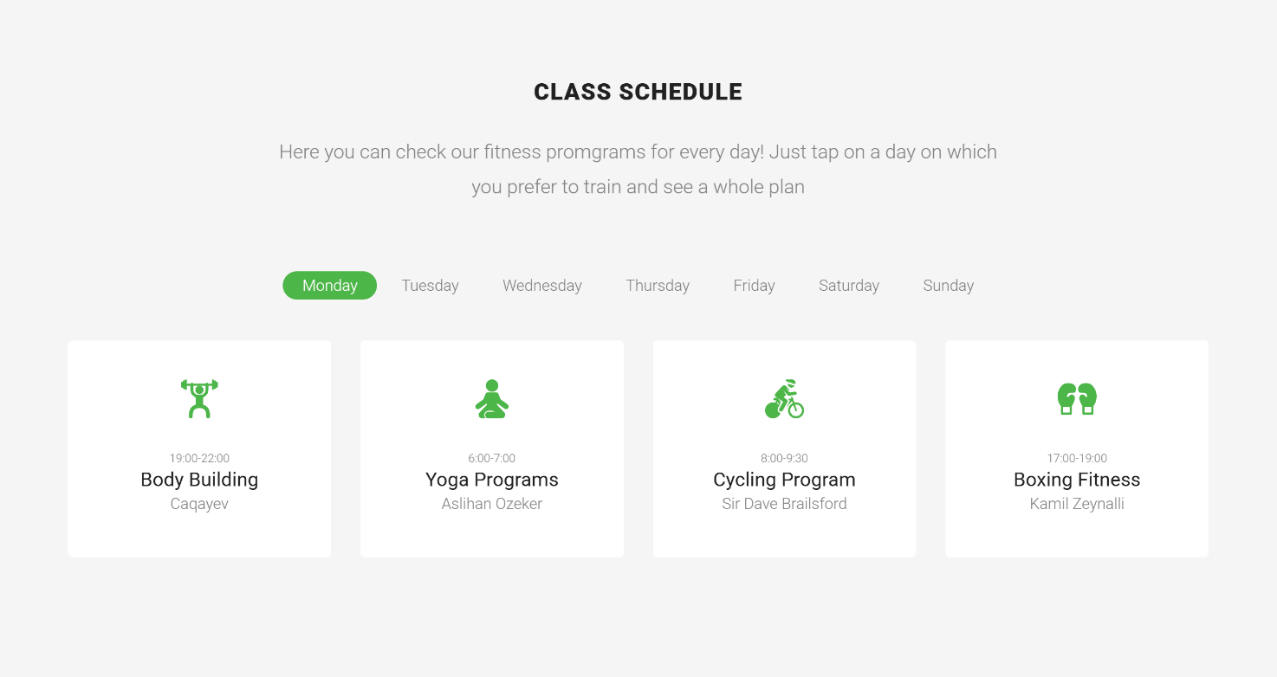 CLASS SCHEDULE
Here you can check our fitness promgrams for every day! Just tap on a day on which
you prefer to train and see a whole plan
Monday Tuesday Wednesday Thursday Friday Saturday Sunday
19:00-22:00
Body Building
Caqayev
6:00-7:00
Yoga Programs
Aslihan Ozeker
8:00-9:30
Cycling Program
Sir Dave Brailsford
17:00-19:00
Boxing Fitness
Kamil Zeynalli